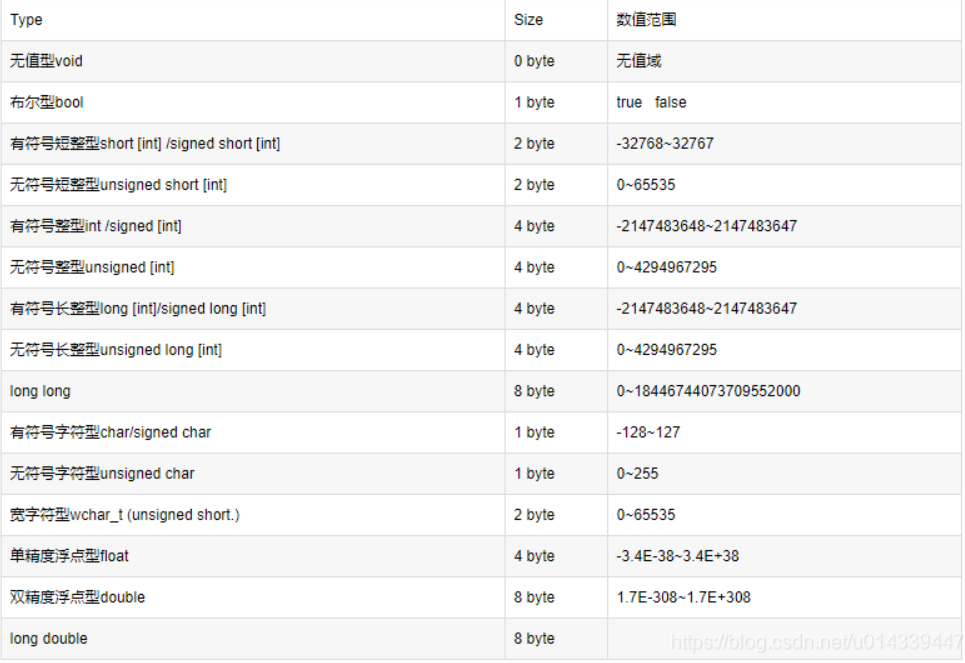 Type Size 数值范围
无值型void 0 byte 无值域
布尔型bool 1 byte true false
有符号短整型short [int] /signed short [int] 2 byte -32768~32767
无符号短整型unsigned short [int] 2 byte 0~65535
有符号整型int /signed [int] 4 byte -2147483648~2147483647
无符号整型unsigned [int] 4 byte 0~4294967295
有符号长整型long [int]/signed long [int] 4 byte -2147483648~2147483647
无符号长整型unsigned long [int] 4 byte 0~4294967295
long long 8 byte 0~18446744073709552000
有符号字符型char/signed char 1 byte -128~127
无符号字符型unsigned char 1 byte 0~255
宽字符型wchar_t (unsigned short.) 2 byte 0~65535
单精度浮点型float 4 byte -3.4E-38~3.4E+38
双精度浮点型double 8 byte 1.7E-308~1.7E+308
long double 8 byte
https://blog.csdn.net/u014339447